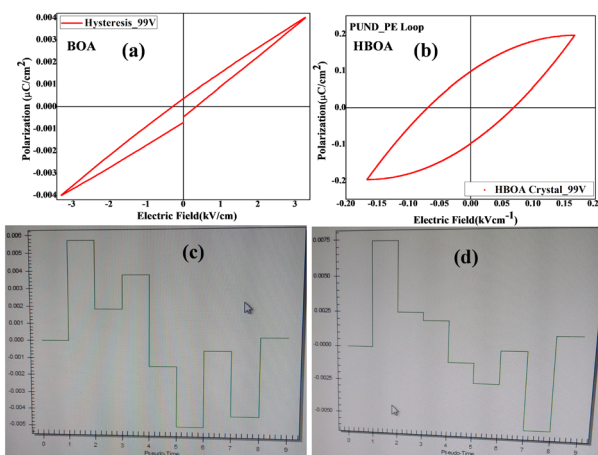 Hysteresis_99V
BOA
(a)
Polarization (μC/cm²)
0.004
0.003
0.002
0.001
0.000
-0.001
-0.002
-0.003
-0.004
-3 -2 -1 0 1 2 3
Electric Field(kV/cm)
PUND_PE Loop
HBOA
(b)
Polarization(μC/cm²)
0.2
0.1
0.0
-0.1
-0.2
HBOA Crystal_99V
-0.20 -0.15 -0.10 -0.05 0.00 0.05 0.10 0.15 0.2
Electric Field(kVcm⁻¹)
(c)
0.006
0.005
0.004
0.003
0.002
0.001
0.000
-0.001
-0.002
-0.003
-0.004
-0.005
0 1 2 3 4 5 6 7 8 9
Pseudo-Time
(d)
0.0075
0.0050
0.0025
-0.0000
-0.0025
-0.0050
0 1 2 3 4 5 6 7 8 9
Pseudo-Time